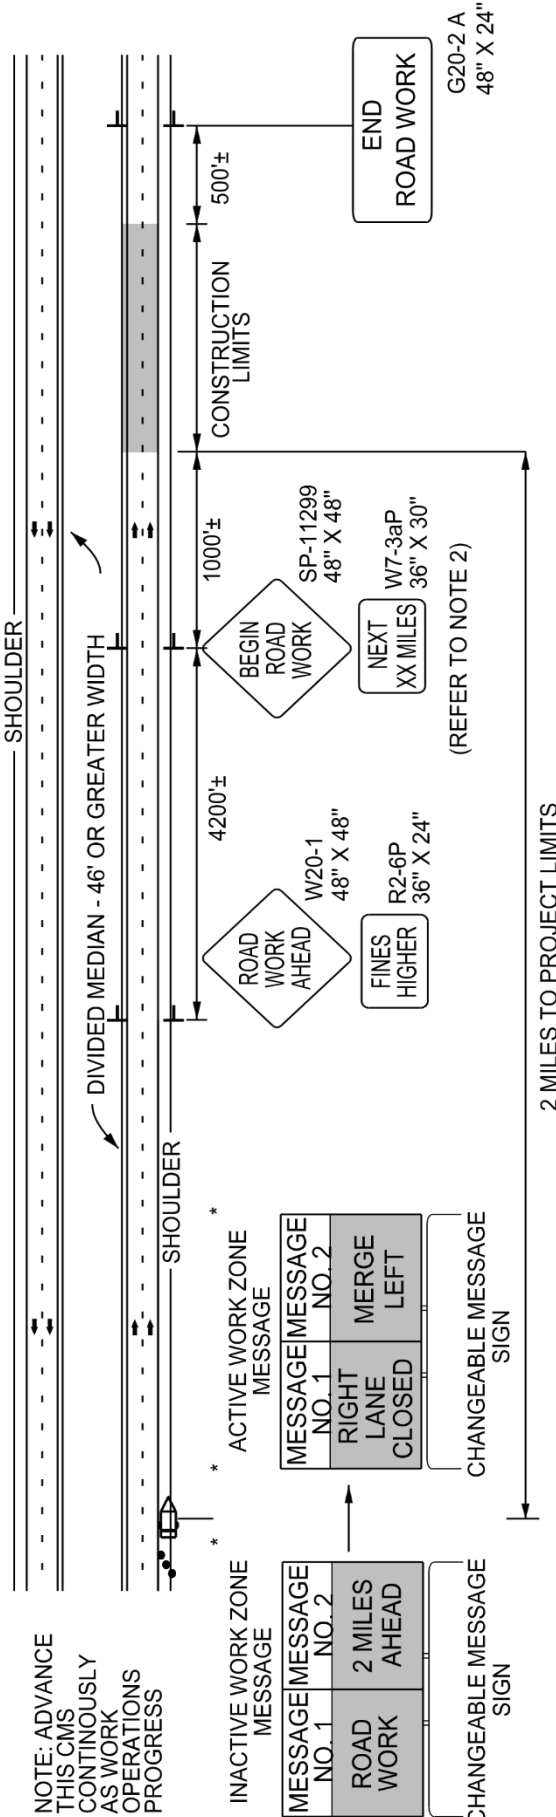 NOTE: ADVANCE
THIS CMS
CONTINOUSLY
AS WORK
OPERATIONS
PROGRESS
SHOULDER
DIVIDED MEDIAN - 46' OR GREATER WIDTH
SHOULDER
INACTIVE WORK ZONE
MESSAGE
*
MESSAGE
NO. 1
MESSAGE
NO. 2
ROAD
WORK
2 MILES
AHEAD
CHANGEABLE MESSAGE
SIGN
*
ACTIVE WORK ZONE
MESSAGE
*
MESSAGE
NO. 1
MESSAGE
NO. 2
RIGHT
LANE
CLOSED
MERGE
LEFT
CHANGEABLE MESSAGE
SIGN
4200'±
1000'±
CONSTRUCTION
LIMITS
500'±
ROAD
WORK
AHEAD
W20-1
48" X 48"
FINES
HIGHER
R2-6P
36" X 24"
BEGIN
ROAD
WORK
SP-11299
48" X 48"
NEXT
XX MILES
W7-3aP
36" X 30"
(REFER TO NOTE 2)
END
ROAD WORK
G20-2 A
48" X 24"
2 MILES TO PROJECT LIMITS